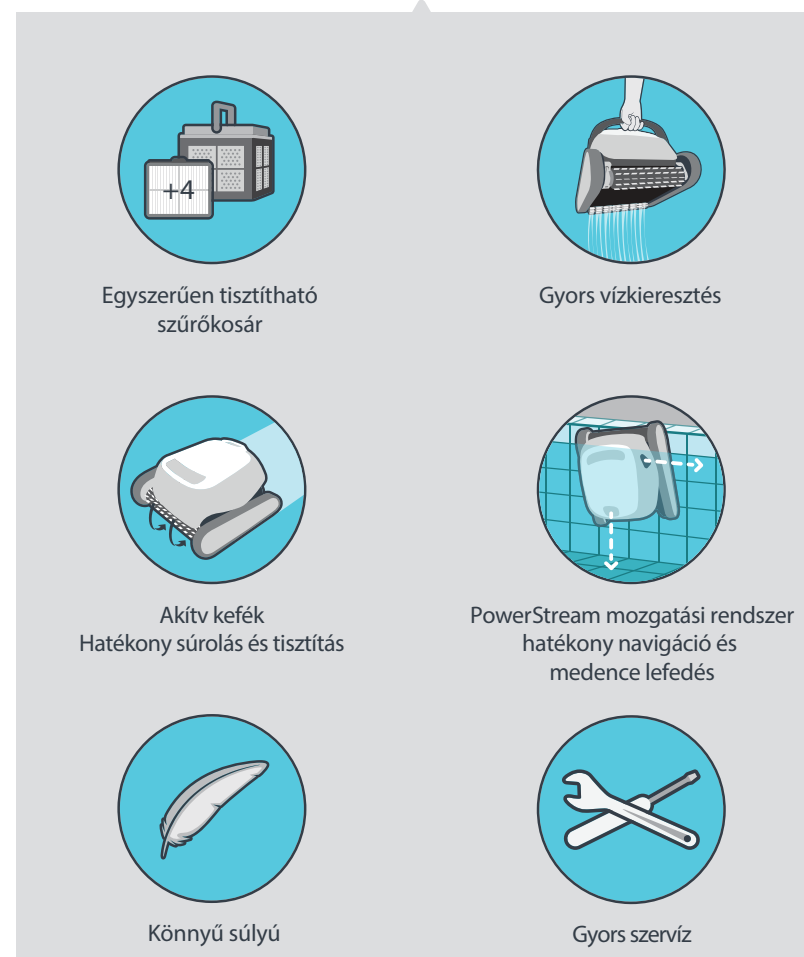 +4
Egyszerűen tisztítható
szűrőkosár
Gyors vízkieresztés
Akítv kefék
Hatékony súrolás és tisztítás
PowerStream mozgatási rendszer
hatékony navigáció és
medence lefedés
Könnyű súlyú
Gyors szervíz